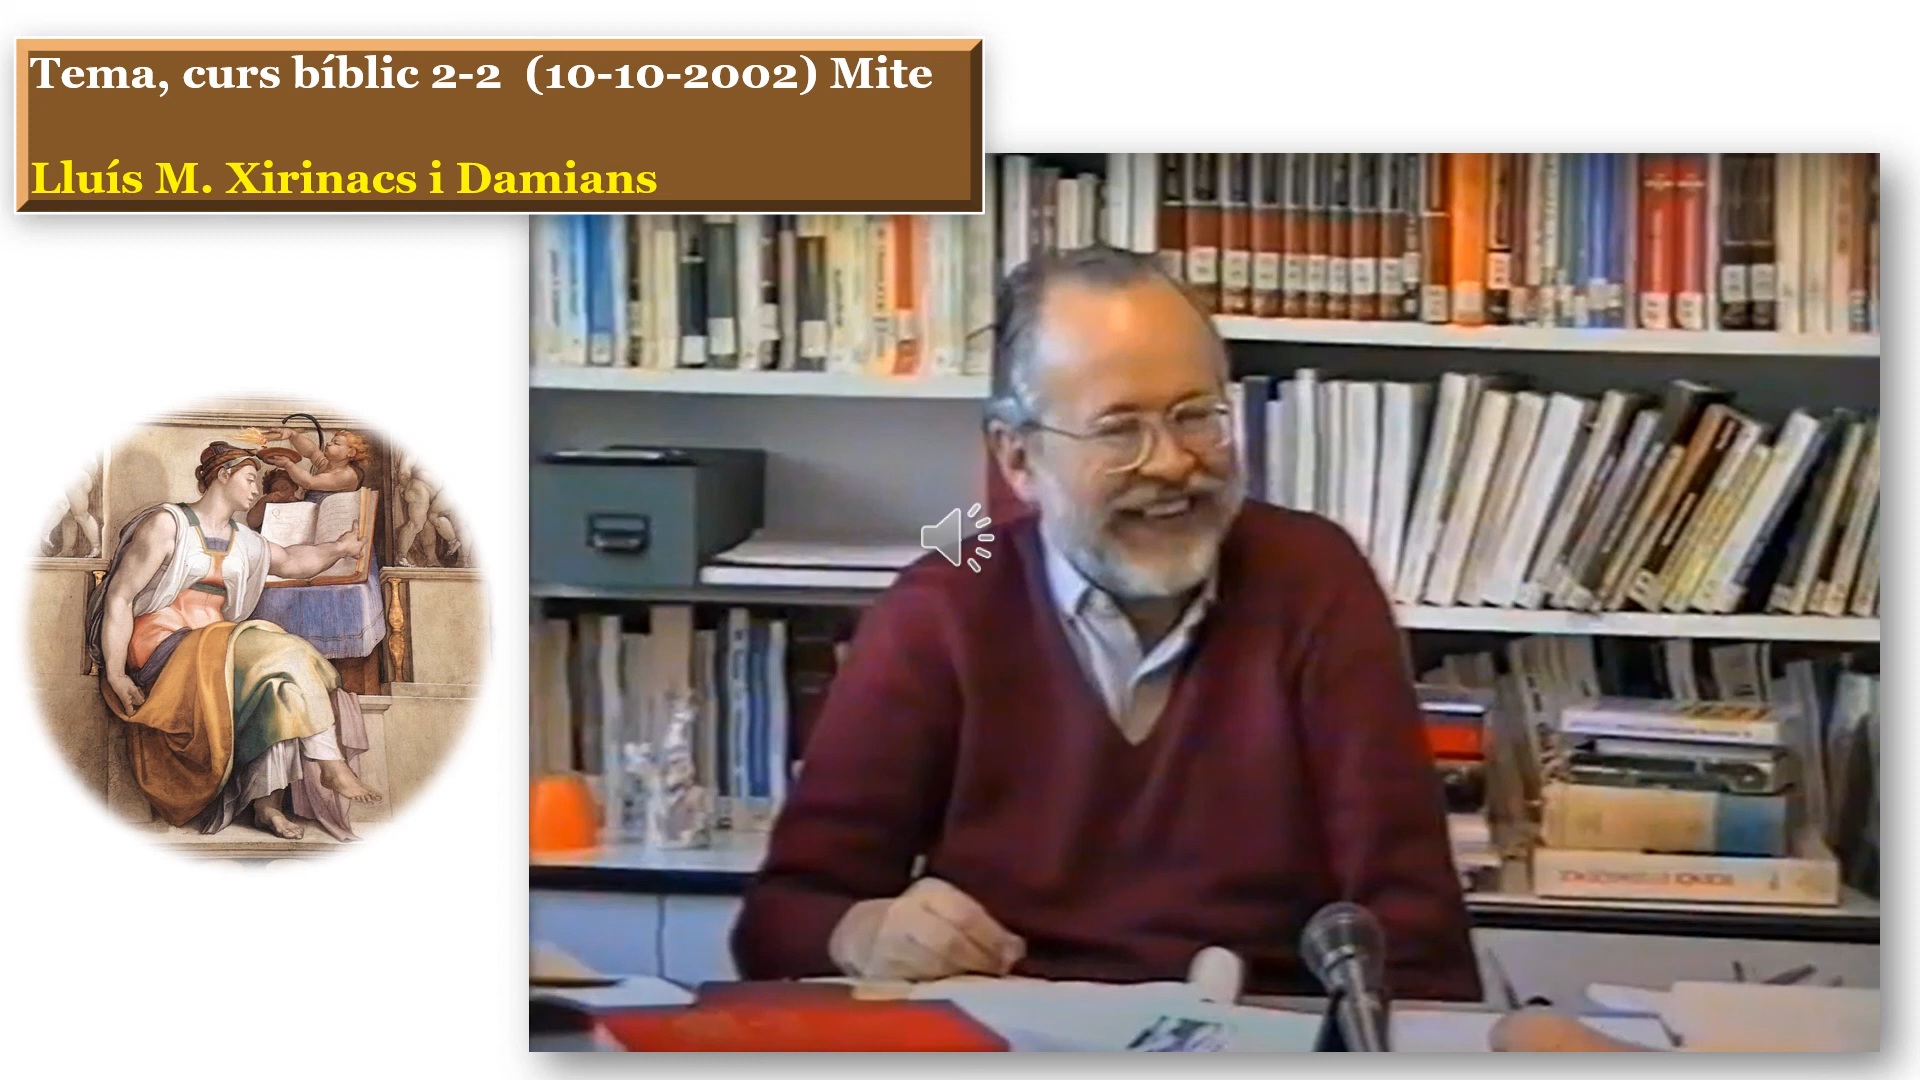 Tema, curs bíblic 2-2 (10-10-2002) Mite
Lluís M. Xirinacs i Damians